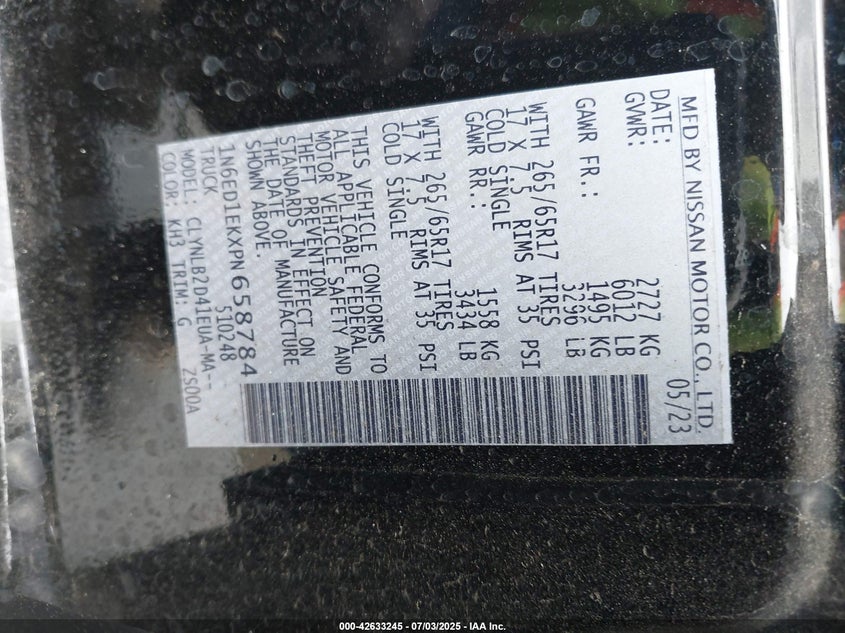 MFD BY NISSAN MOTOR CO., LTD.
DATE: 05/23
GVWR: 2727 KG
6012 LB
GAWR FR.: 1495 KG
3296 LB
WITH 265/65R17 TIRES
17 X 7.5 RIMS AT 35 PSI
COLD SINGLE
GAWR RR.: 1558 KG
3434 LB
WITH 265/65R17 TIRES
17 X 7.5 RIMS AT 35 PSI
COLD SINGLE
THIS VEHICLE CONFORMS TO
ALL APPLICABLE FEDERAL
MOTOR VEHICLE SAFETY AND
THEFT PREVENTION
STANDARDS IN EFFECT ON
THE DATE OF MANUFACTURE
SHOWN ABOVE.
1N6ED1EKXPN658784
TRUCK 510248
MODEL: CLYNLB2D41EUA-MA--
COLOR: KH3 TRIM: G ZS00A
000-42633245 - 07/03/2025 - IAA Inc.